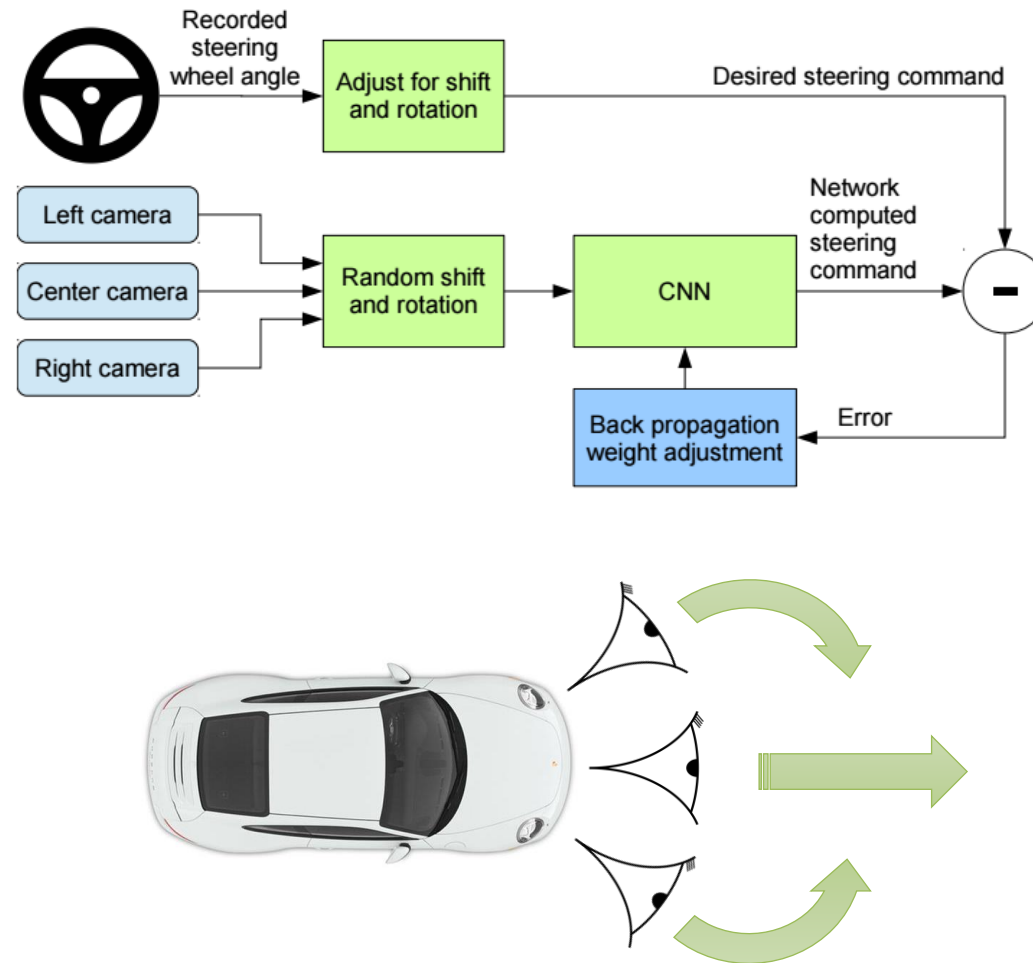 Recorded
steering
wheel angle
Adjust for shift
and rotation
Desired steering command
Left camera
Center camera
Right camera
Random shift
and rotation
CNN
Network
computed
steering
command
-
Back propagation
weight adjustment
Error